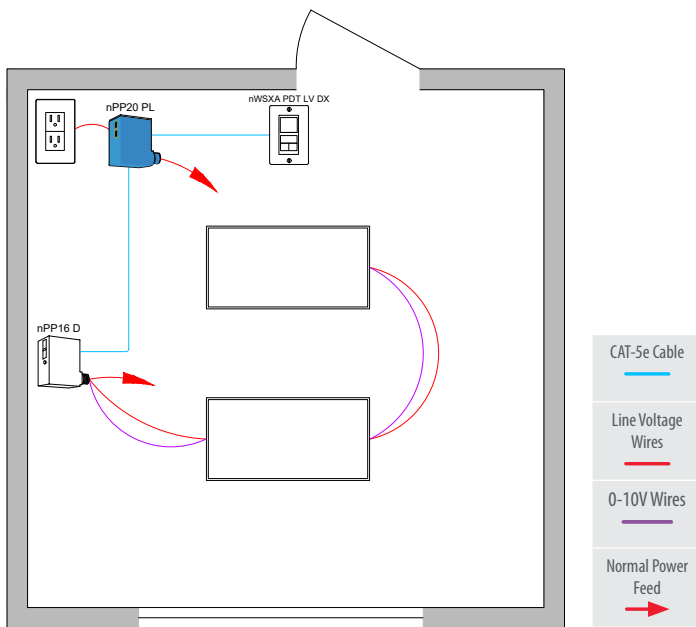 nPP20 PL
nWSXA PDT LV DX
nPP16 D
CAT-5e Cable
Line Voltage
Wires
0-10V Wires
Normal Power
Feed